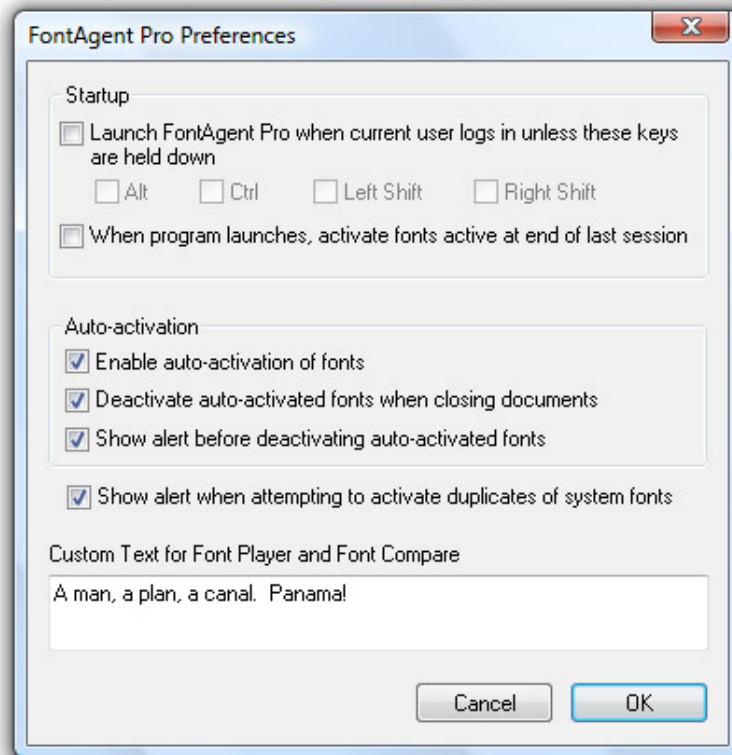 FontAgent Pro Preferences
Startup
Launch FontAgent Pro when current user logs in unless these keys
are held down
Alt Ctrl Left Shift Right Shift
When program launches, activate fonts active at end of last session
Auto-activation
Enable auto-activation of fonts
Deactivate auto-activated fonts when closing documents
Show alert before deactivating auto-activated fonts
Show alert when attempting to activate duplicates of system fonts
Custom Text for Font Player and Font Compare
A man, a plan, a canal.  Panama!
Cancel OK